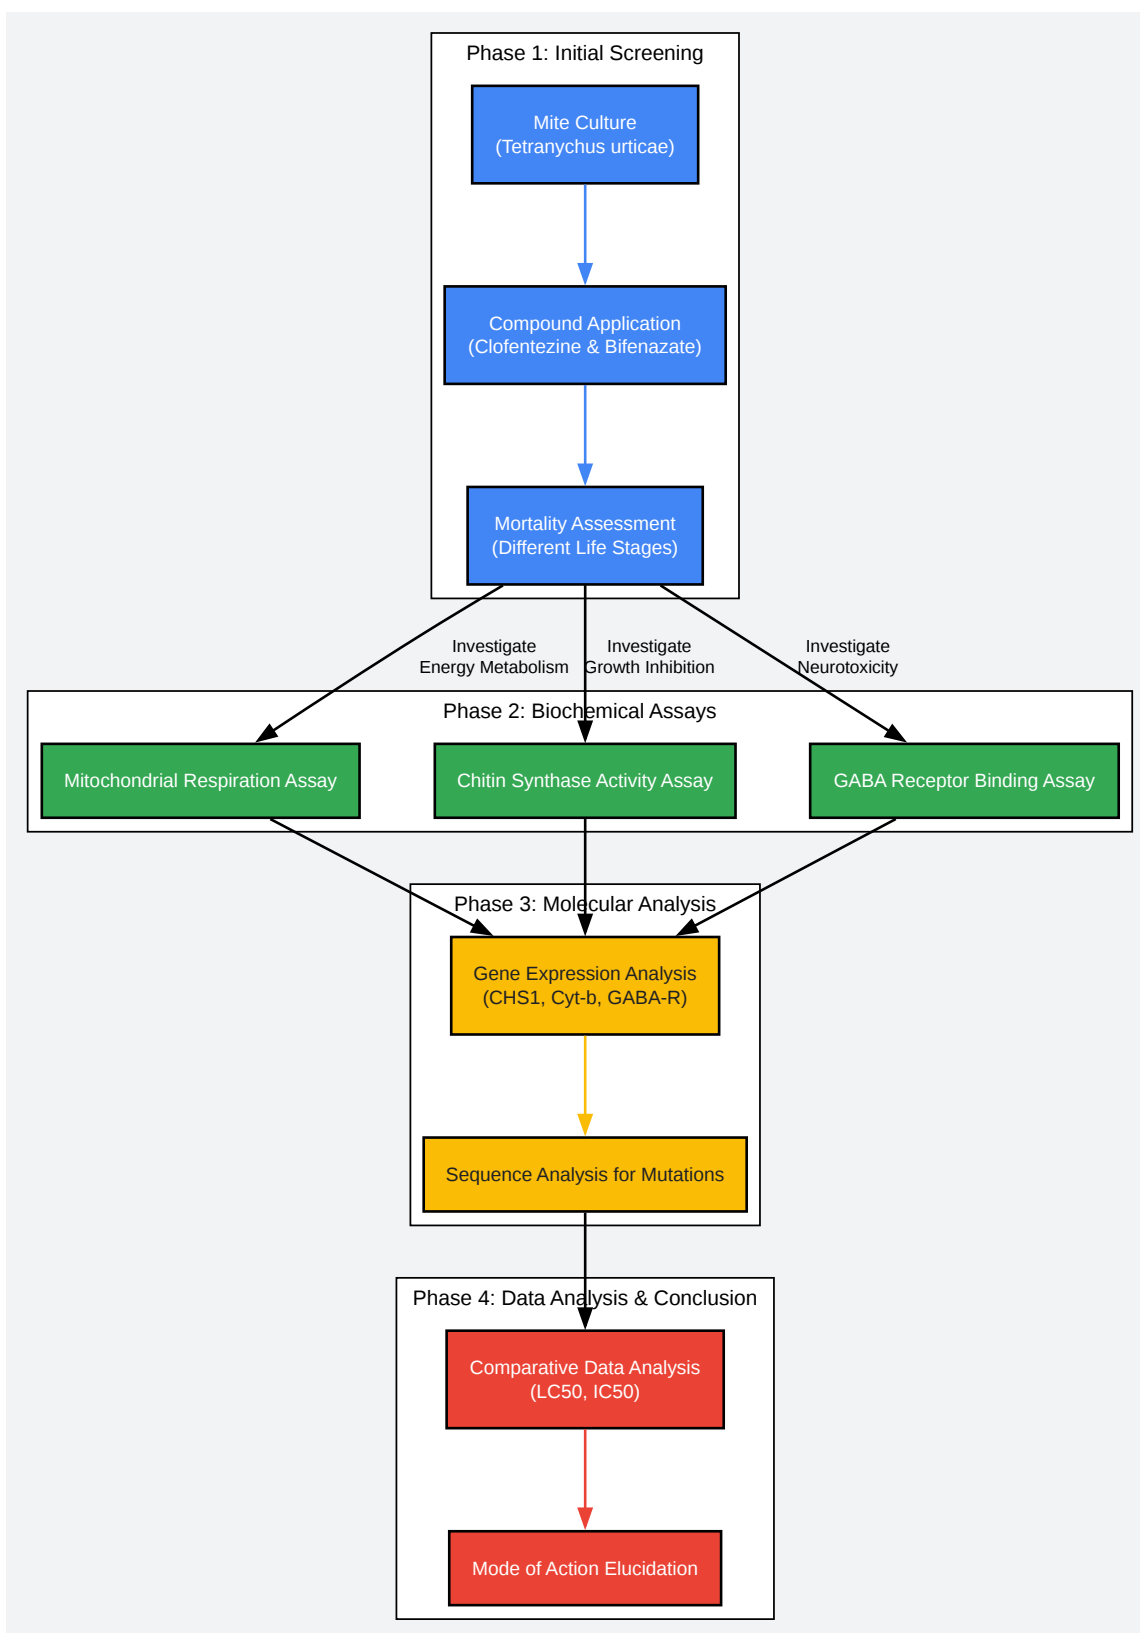 Phase 1: Initial Screening
Mite Culture
(Tetranychus urticae)
Compound Application
(Clofentezine & Bifenazate)
Mortality Assessment
(Different Life Stages)
Investigate
Energy Metabolism
Investigate
Growth Inhibition
Investigate
Neurotoxicity
Phase 2: Biochemical Assays
Mitochondrial Respiration Assay
Chitin Synthase Activity Assay
GABA Receptor Binding Assay
Phase 3: Molecular Analysis
Gene Expression Analysis
(CHS1, Cyt-b, GABA-R)
Sequence Analysis for Mutations
Phase 4: Data Analysis & Conclusion
Comparative Data Analysis
(LC50, IC50)
Mode of Action Elucidation